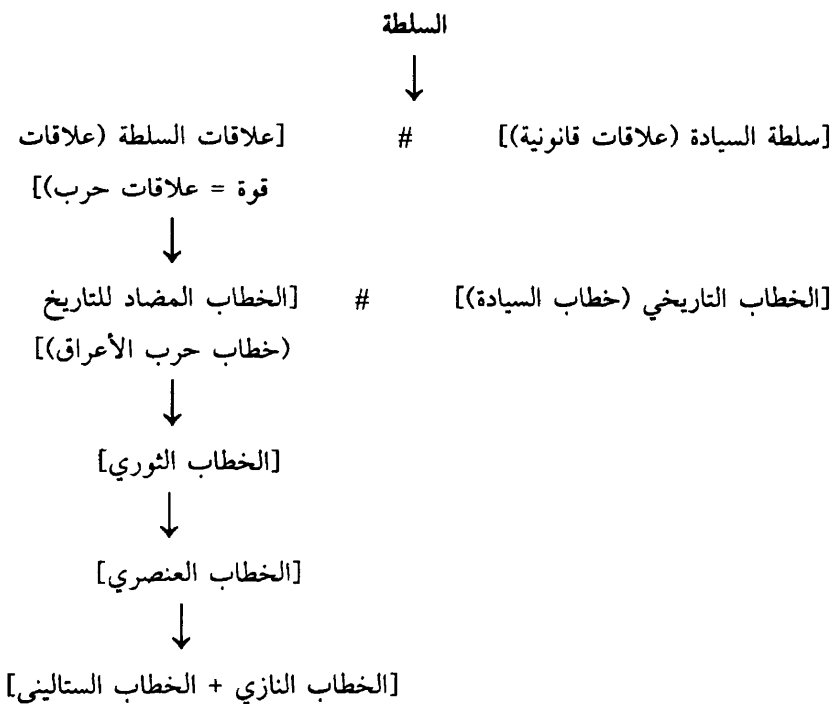 السلطة
[سلطة السيادة (علاقات قانونية)] # [علاقات السلطة (علاقات
قوة = علاقات حرب)]
[الخطاب التاريخي (خطاب السيادة)] # [الخطاب المضاد للتاريخ
(خطاب حرب الأعراق)]
[الخطاب الثوري]
[الخطاب العنصري]
[الخطاب النازي + الخطاب الستاليني]